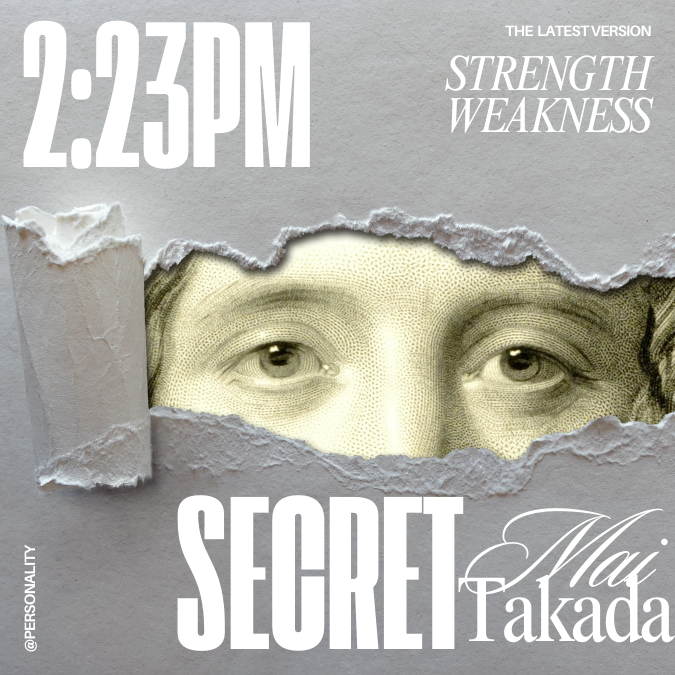 2:23PM
THE LATEST VERSION
STRENGTH
WEAKNESS
SECRET
Mai
Takada
@PERSONALITY